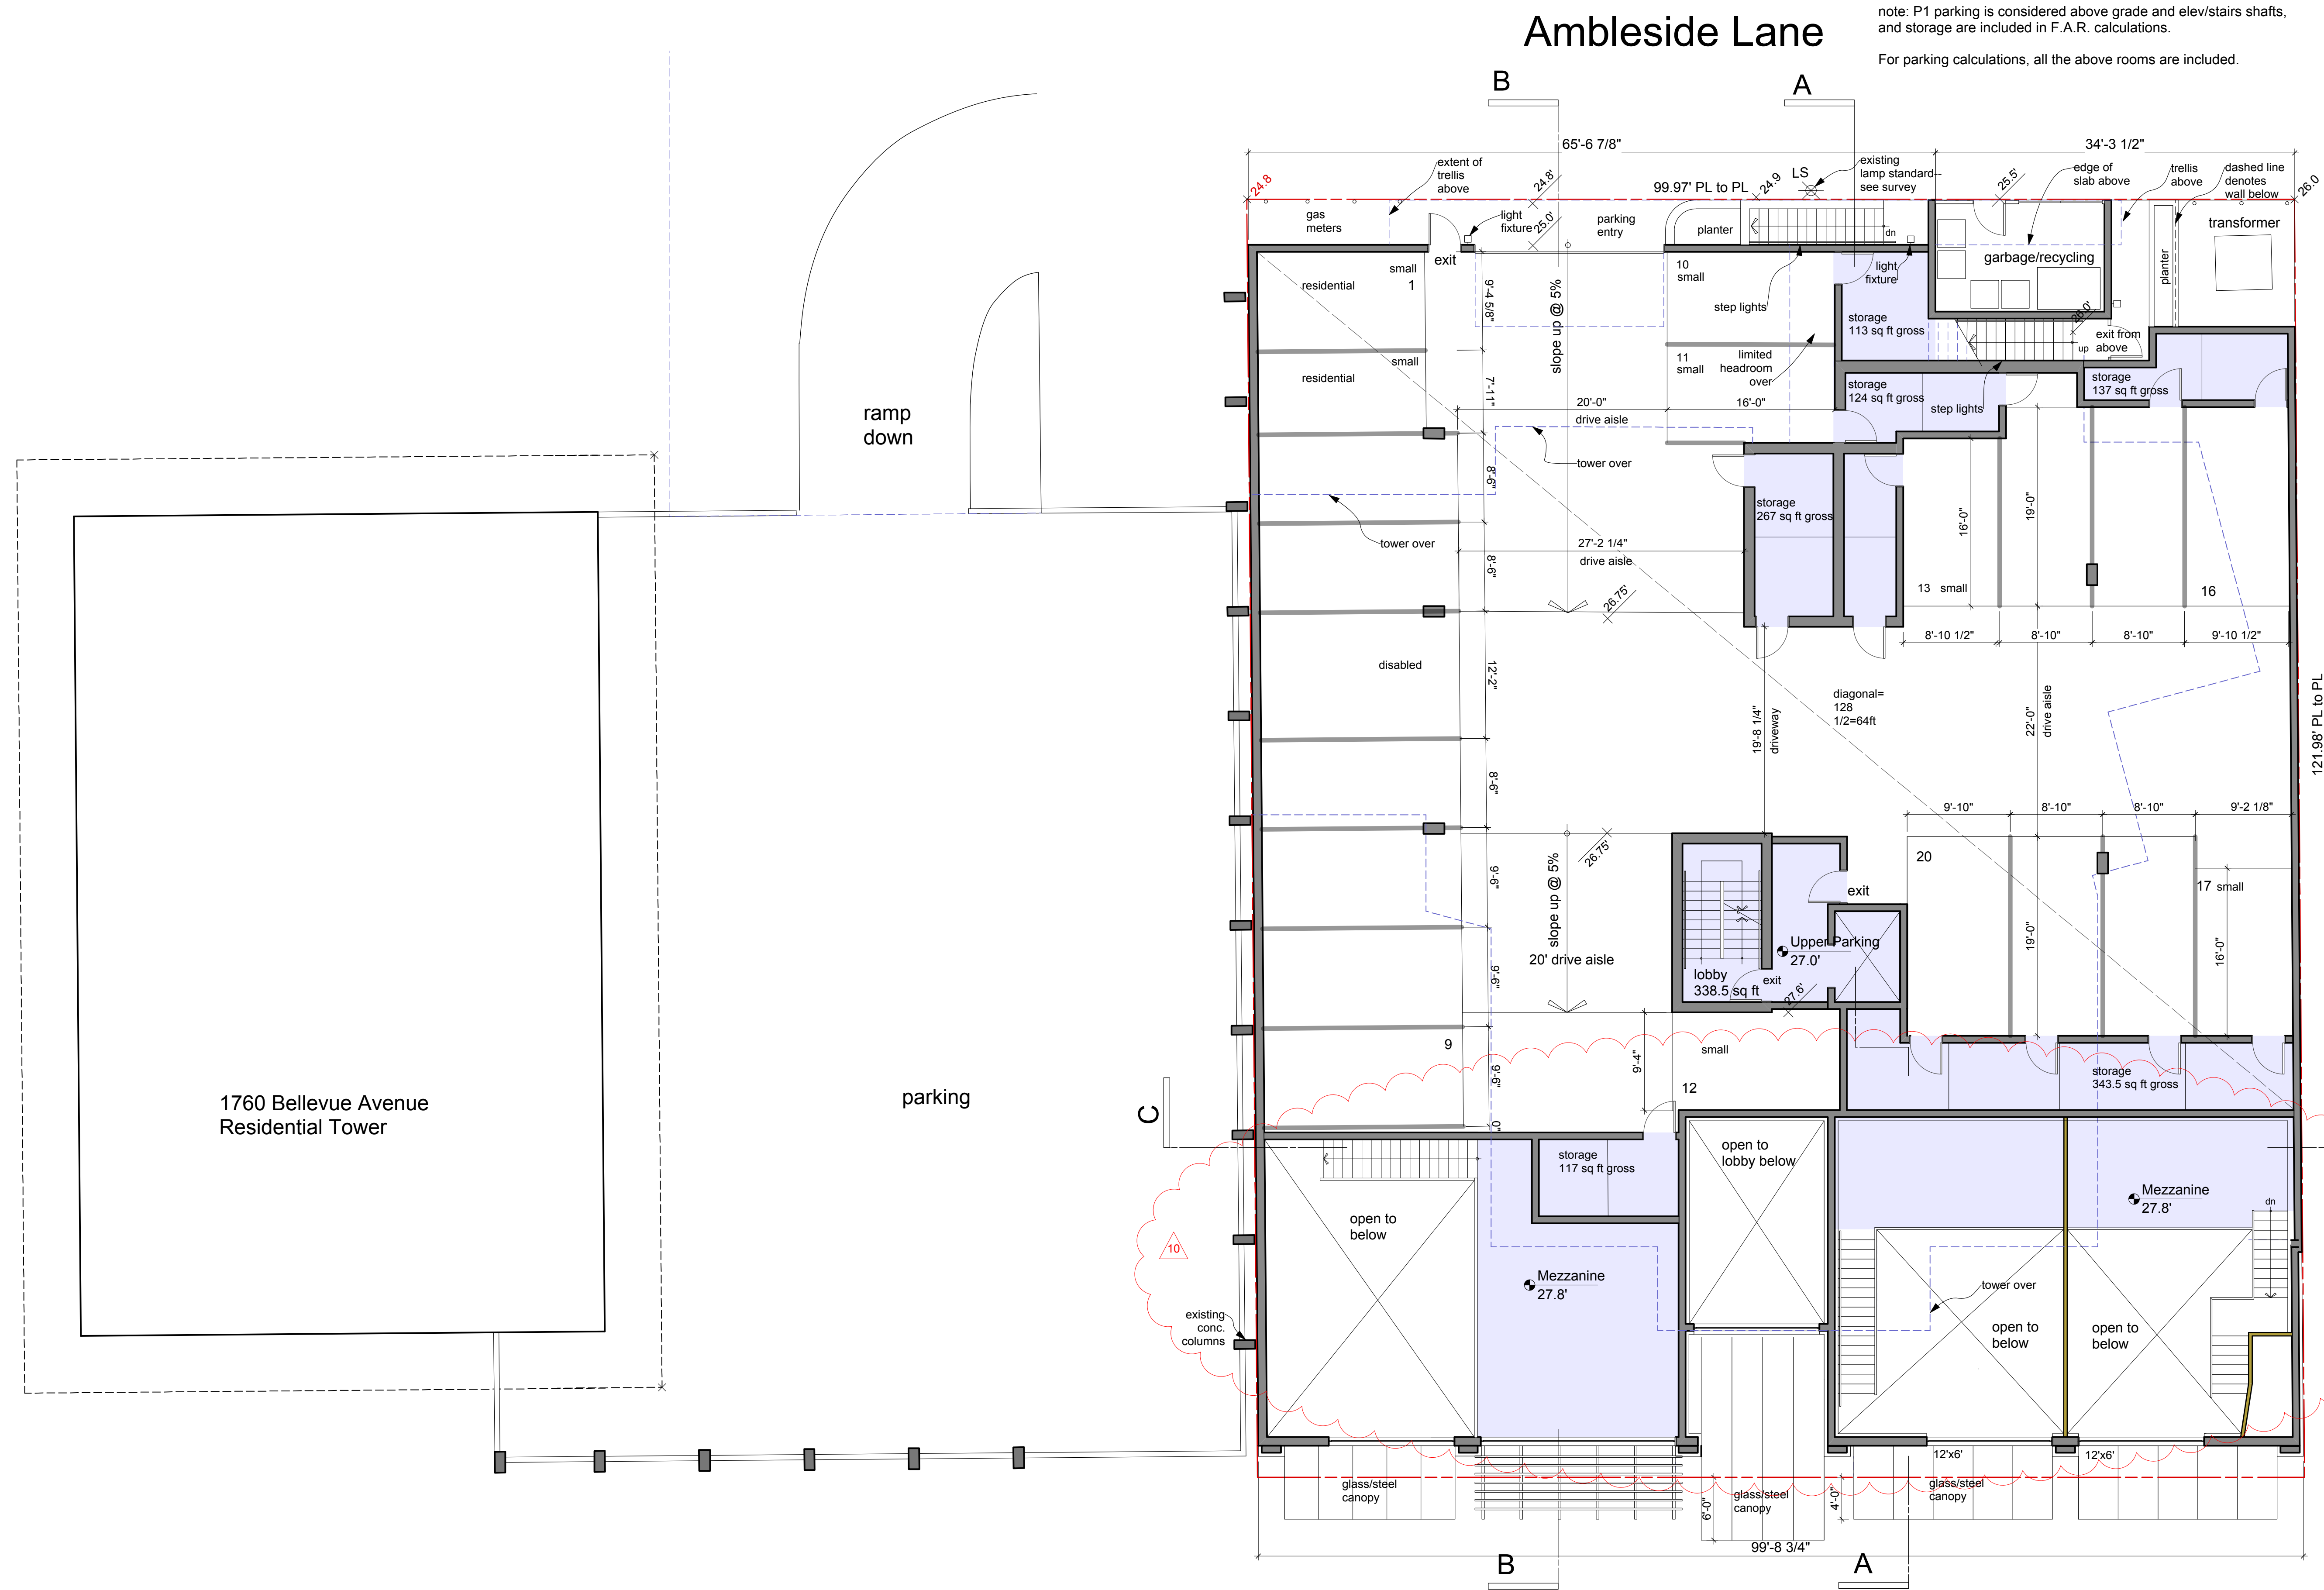 Ambleside Lane
note: P1 parking is considered above grade and elev/stairs shafts,
and storage are included in F.A.R. calculations.
For parking calculations, all the above rooms are included.
B
A
65'-6 7/8"
34'-3 1/2"
extent of
trellis
above
24.8
24.8'
99.97' PL to PL
24.9
LS
existing
lamp standard--
see survey
25.5'
edge of
slab above
trellis
above
dashed line
denotes
wall below
26.0
gas
meters
light
fixture
25.0'
parking
entry
planter
dn
transformer
planter
garbage/recycling
exit
small
1
residential
9'-4 5/8"
slope up @ 5%
10
small
step lights
light
fixture
storage
113 sq ft gross
26.0'
up
exit from
above
small
residential
7'-11"
11
small
limited
headroom
over
storage
124 sq ft gross
step lights
storage
137 sq ft gross
20'-0"
16'-0"
drive aisle
ramp
down
tower over
8'-6"
storage
267 sq ft gross
16'-0"
19'-0"
tower over
27'-2 1/4"
drive aisle
8'-6"
26.75'
13 small
16
8'-10 1/2"
8'-10"
8'-10"
9'-10 1/2"
disabled
12'-2"
19'-8 1/4"
driveway
diagonal=
128
1/2=64ft
22'-0"
drive aisle
121.98' PL to PL
8'-6"
9'-10"
8'-10"
8'-10"
9'-2 1/8"
26.75'
slope up @ 5%
9'-6"
20
17 small
exit
19'-0"
16'-0"
Upper Parking
27.0'
20' drive aisle
9'-6"
lobby
338.5 sq ft
exit
27.6'
9
9'-4"
small
12
9'-6"
0"
storage
343.5 sq ft gross
1760 Bellevue Avenue
Residential Tower
parking
C
storage
117 sq ft gross
open to
lobby below
open to
below
10
Mezzanine
27.8'
dn
Mezzanine
27.8'
tower over
existing
conc.
columns
open to
below
open to
below
12'x6'
12'x6'
glass/steel
canopy
6'-0"
glass/steel
canopy
4'-0"
glass/steel
canopy
99'-8 3/4"
B
A